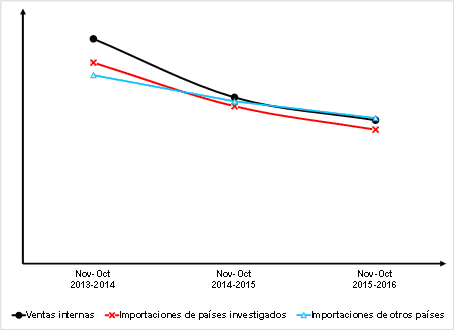 Nov- Oct
2013-2014
Nov- Oct
2014-2015
Nov- Oct
2015-2016
Ventas internas
Importaciones de países investigados
Importaciones de otros países